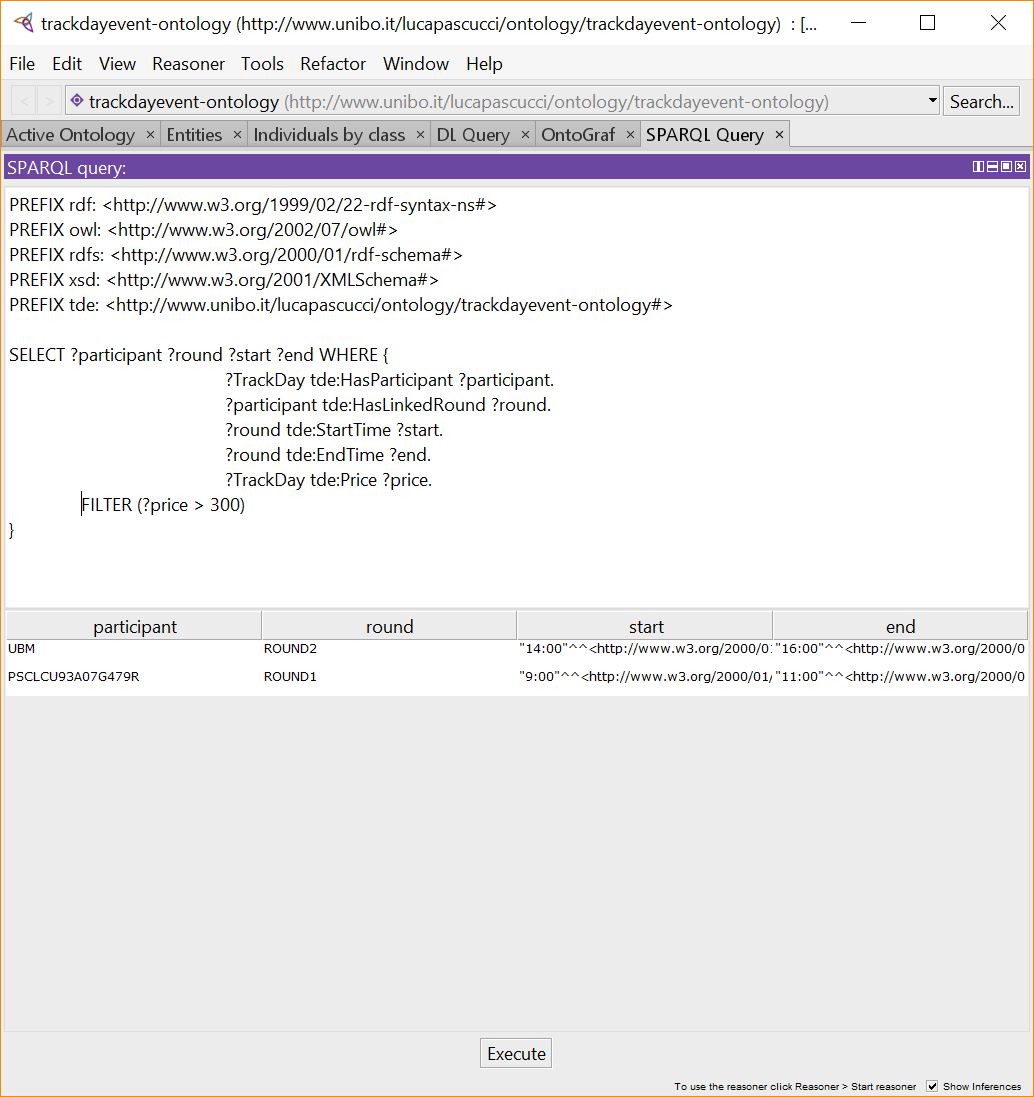 trackdayevent-ontology (http://www.unibo.it/lucapascucci/ontology/trackdayevent-ontology) : [...
File Edit View Reasoner Tools Refactor Window Help
< > trackdayevent-ontology (http://www.unibo.it/lucapascucci/ontology/trackdayevent-ontology) Search...
Active Ontology × Entities × Individuals by class × DL Query × OntoGraf × SPARQL Query ×
SPARQL query:
PREFIX rdf: <http://www.w3.org/1999/02/22-rdf-syntax-ns#>
PREFIX owl: <http://www.w3.org/2002/07/owl#>
PREFIX rdfs: <http://www.w3.org/2000/01/rdf-schema#>
PREFIX xsd: <http://www.w3.org/2001/XMLSchema#>
PREFIX tde: <http://www.unibo.it/lucapascucci/ontology/trackdayevent-ontology#>
SELECT ?participant ?round ?start ?end WHERE {
?TrackDay tde:HasParticipant ?participant.
?participant tde:HasLinkedRound ?round.
?round tde:StartTime ?start.
?round tde:EndTime ?end.
?TrackDay tde:Price ?price.
FILTER (?price > 300)
}
participant round start end
UBM ROUND2 "14:00"^^<http://www.w3.org/2000/0 "16:00"^^<http://www.w3.org/2000/0
PSCLCU93A07G479R ROUND1 "9:00"^^<http://www.w3.org/2000/01/ "11:00"^^<http://www.w3.org/2000/0
Execute
To use the reasoner click Reasoner > Start reasoner Show Inferences